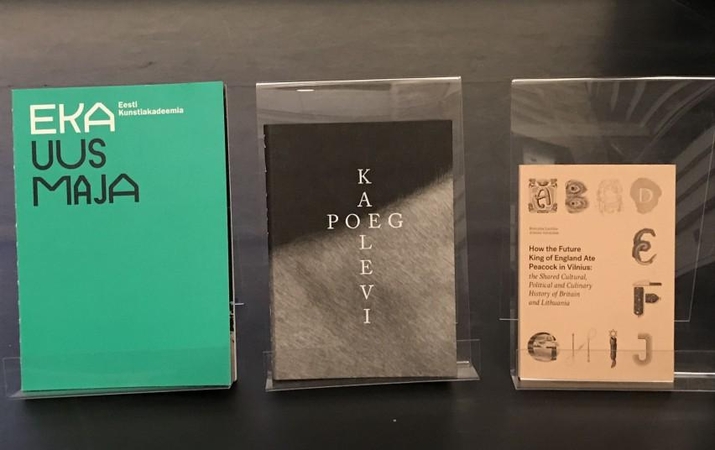 EKA
Eesti
Kunstiakadeemia
UUS
MAJA
KALEVI
POEG
A B C D
E
F
G H I J
How the Future
King of England Ate
Peacock in Vilnius:
the Shared Cultural,
Political and Culinary
History of Britain
and Lithuania